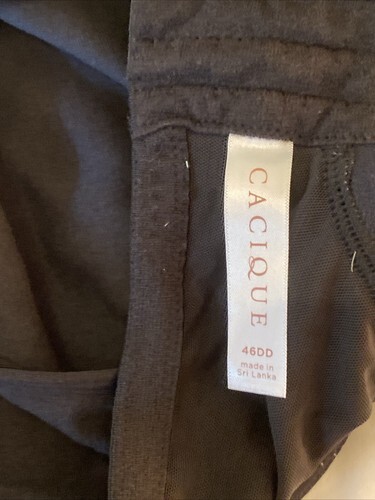 CACIQUE
46DD
made in
Sri Lanka